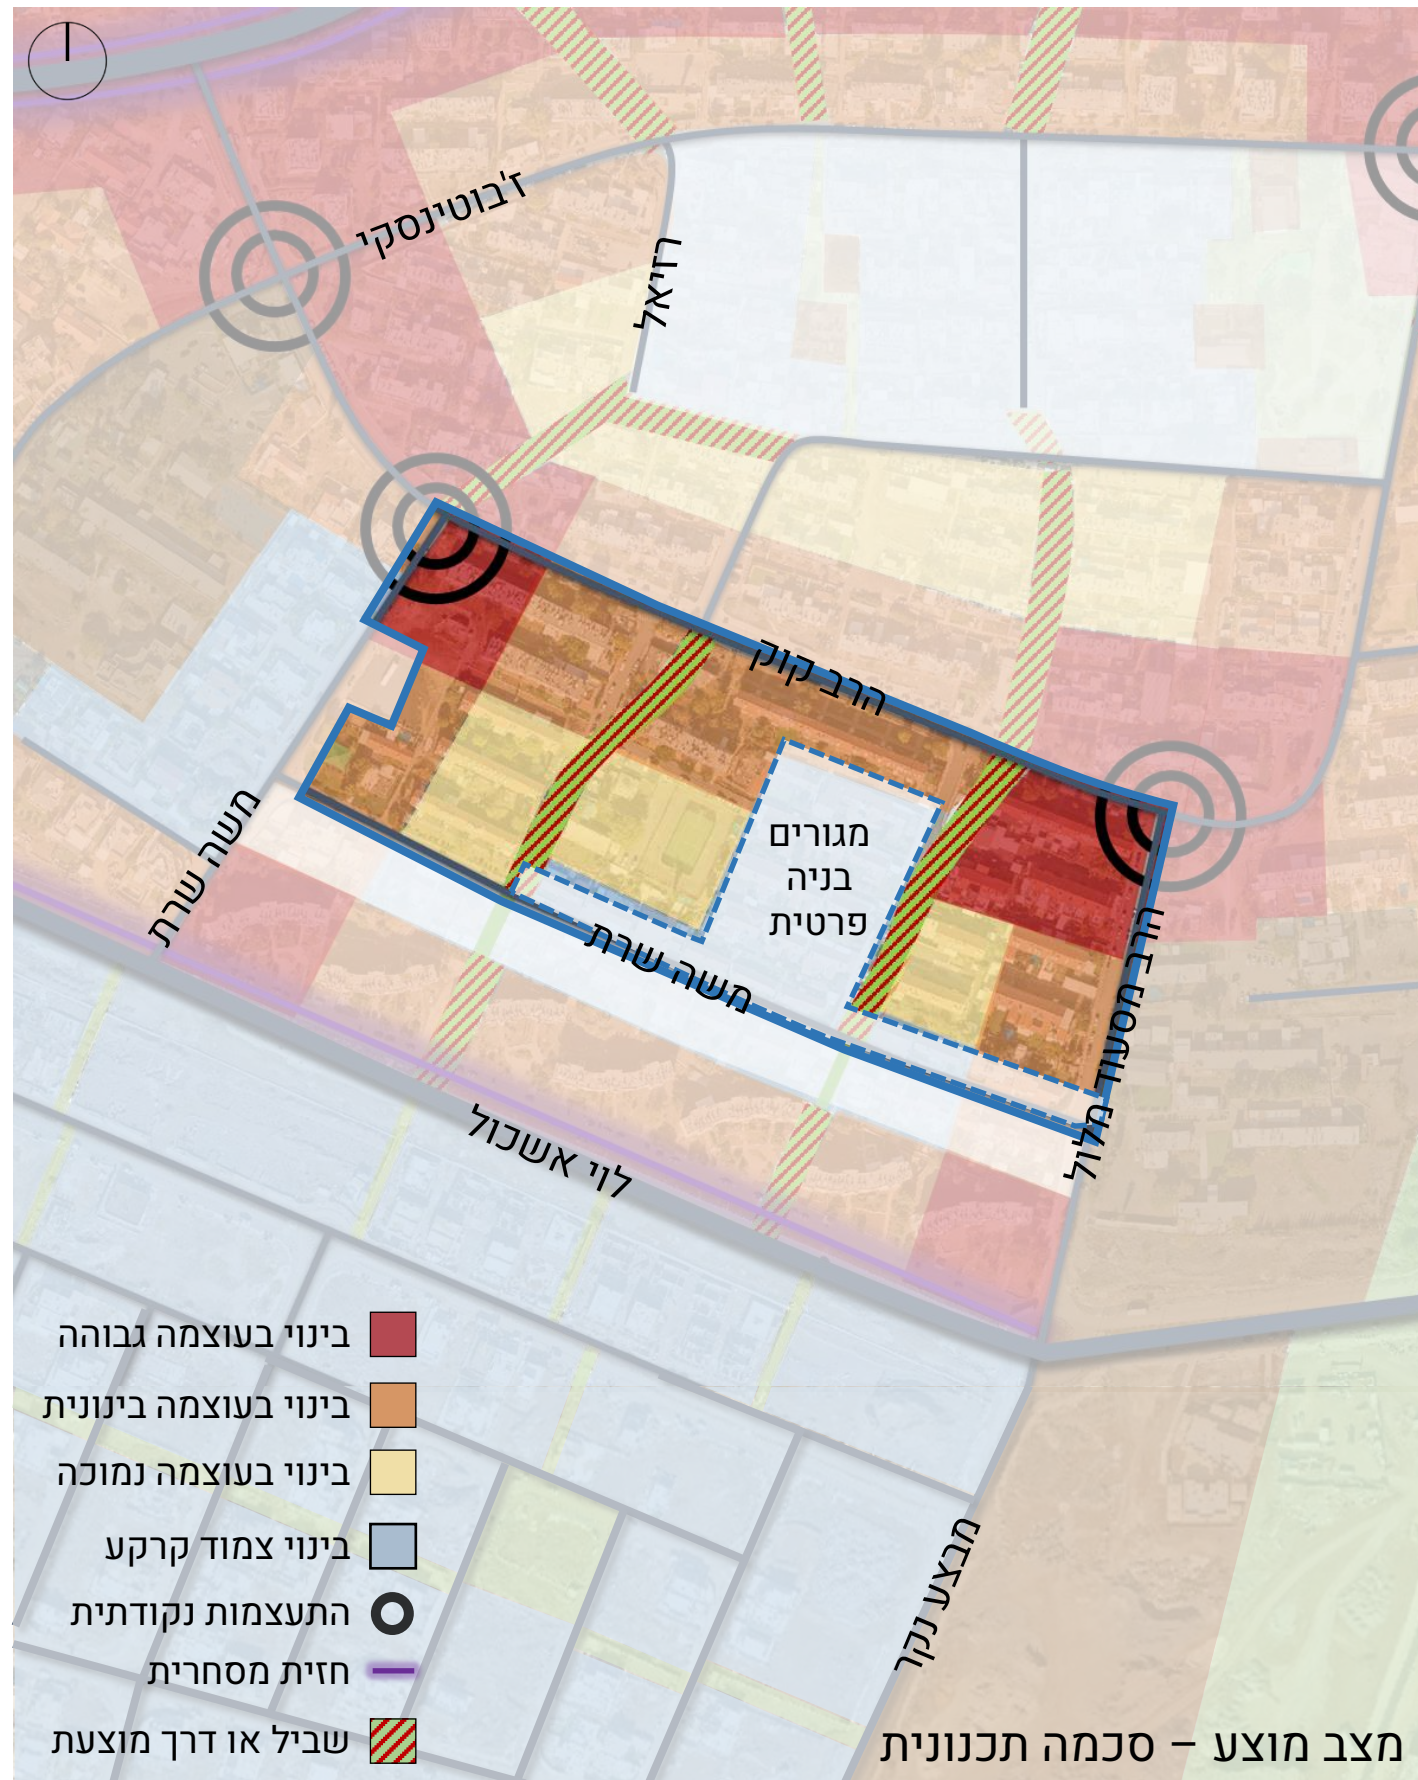 ז'בוטינסקי
רזיאל
הרב קוק
מגורים
בניה
פרטית
משה שרת
משה שרת
הרב מסעוד מלול
לוי אשכול
מבצע נקר
בינוי בעוצמה גבוהה
בינוי בעוצמה בינונית
בינוי בעוצמה נמוכה
בינוי צמוד קרקע
התעצמות נקודתית
חזית מסחרית
שביל או דרך מוצעת
מצב מוצע – סכמה תכנונית